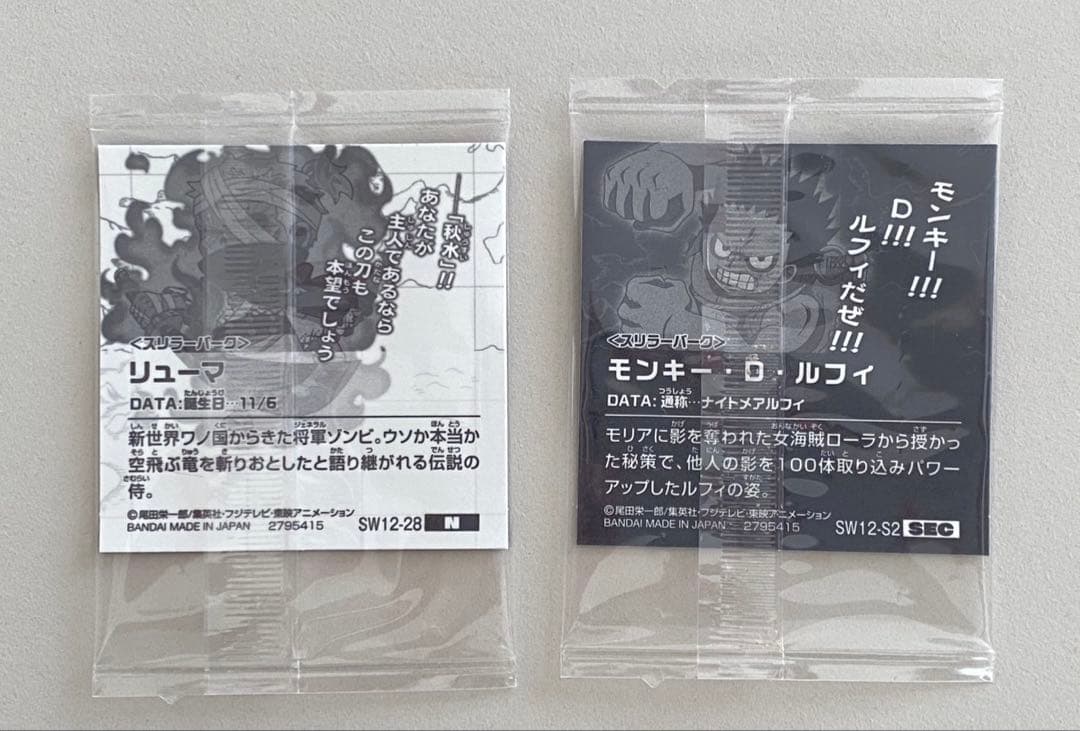 「秋水」!!
あなたが
主人であるなら
この刀も
本望でしょう
<スリラーバーク>
リューマ
DATA:誕生日…11/6
新世界ワノ国からきた将軍ゾンビ。ウソか本当か
空飛ぶ竜を斬りおとしたと語り継がれる伝説の
侍。
©尾田栄一郎/集英社・フジテレビ・東映アニメーション
BANDAI MADE IN JAPAN 2795415
SW12-28 N
モンキー!!!
D!!!
ルフィだぜ!!!
<スリラーバーク>
モンキー・D・ルフィ
DATA:通称…ナイトメアルフィ
モリアに影を奪われた女海賊ローラから授かっ
た秘策で、他人の影を100体取り込みパワー
アップしたルフィの姿。
©尾田栄一郎/集英社・フジテレビ・東映アニメーション
BANDAI MADE IN JAPAN 2795415
SW12-S2 SEC